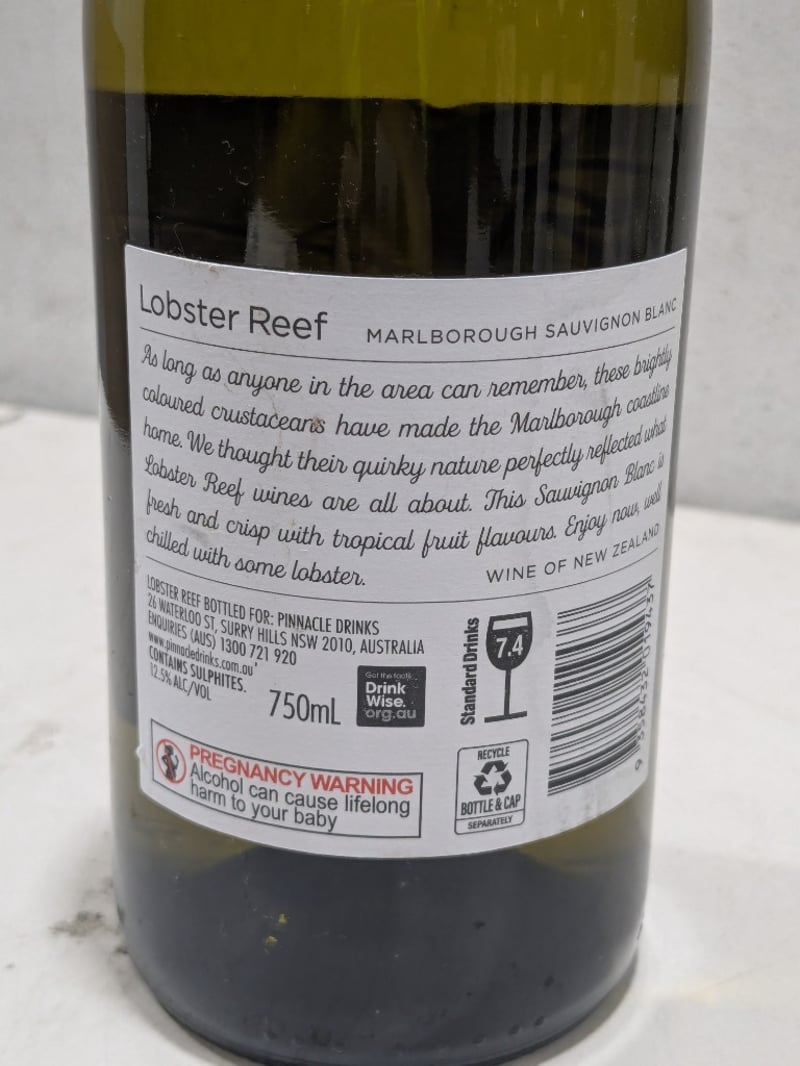 Lobster Reef MARLBOROUGH SAUVIGNON BLANC
As long as anyone in the area can remember, these brightly
coloured crustaceans have made the Marlborough coastline
home. We thought their quirky nature perfectly reflected what
Lobster Reef wines are all about. This Sauvignon Blanc is
fresh and crisp with tropical fruit flavours. Enjoy now, well
chilled with some lobster.
WINE OF NEW ZEALAND
LOBSTER REEF BOTTLED FOR: PINNACLE DRINKS
26 WATERLOO ST, SURRY HILLS NSW 2010, AUSTRALIA
ENQUIRIES (AUS) 1300 721 920
www.pinnacledrinks.com.au
CONTAINS SULPHITES.
12.5% ALC/VOL
750mL
Get the facts
Drink
Wise.
org.au
Standard Drinks
7.4
PREGNANCY WARNING
Alcohol can cause lifelong
harm to your baby
RECYCLE
BOTTLE & CAP
SEPARATELY